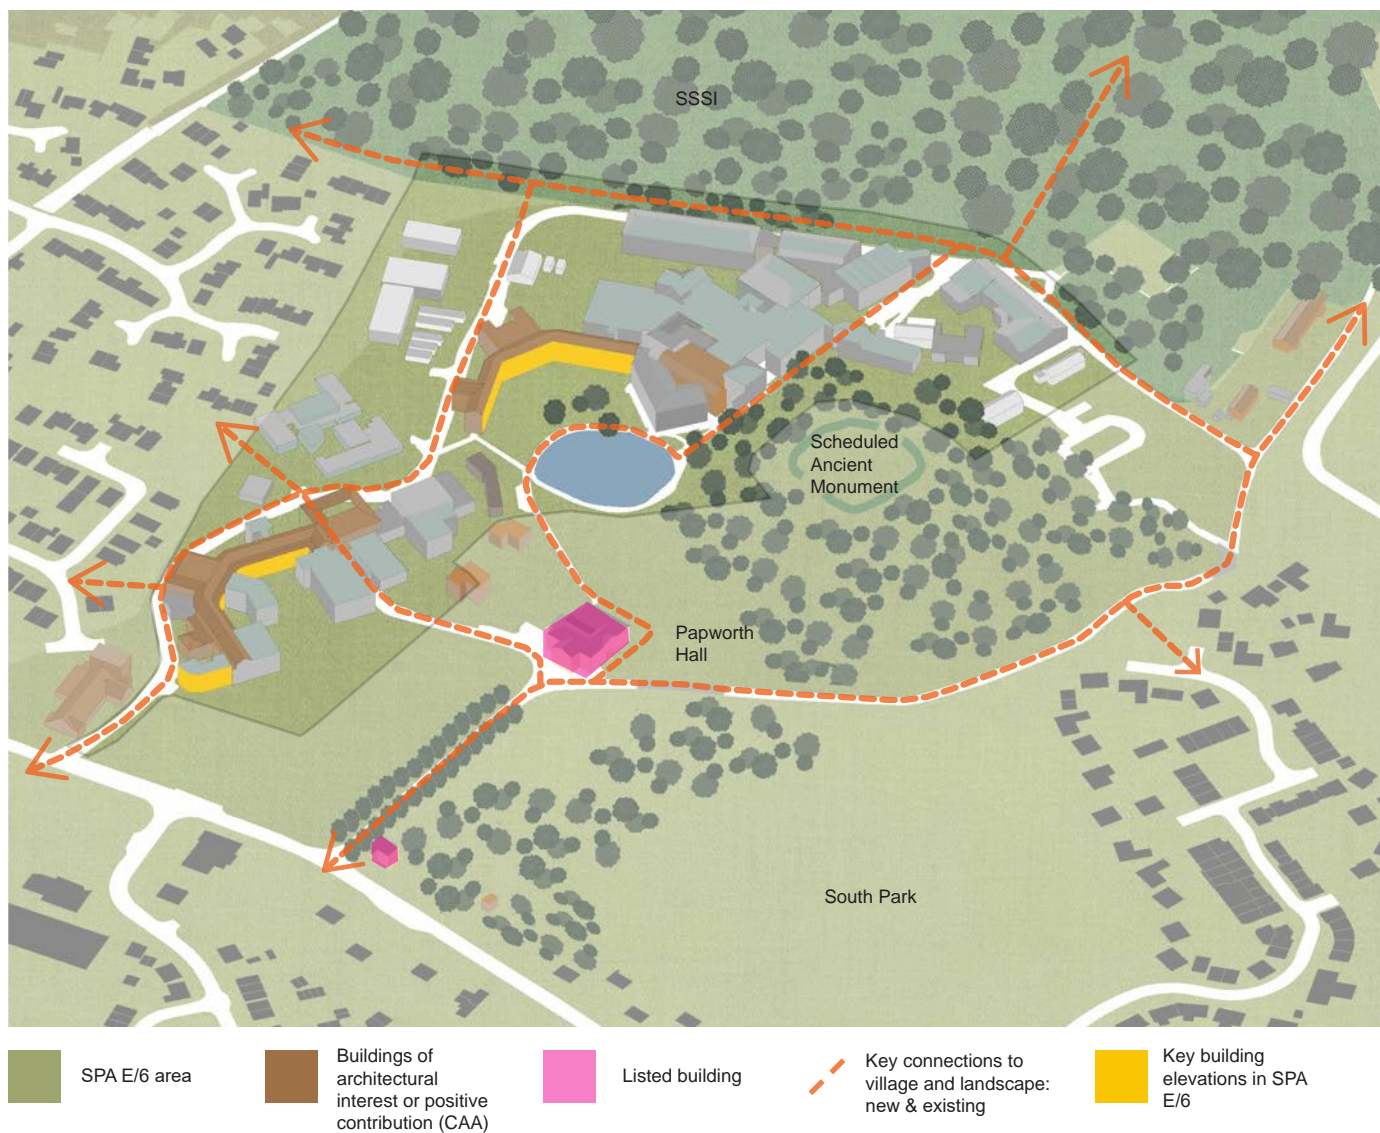 SSSI
Scheduled
Ancient
Monument
Papworth
Hall
South Park
SPA E/6 area
Buildings of
architectural
interest or positive
contribution (CAA)
Listed building
Key connections to
village and landscape:
new & existing
Key building
elevations in SPA
E/6